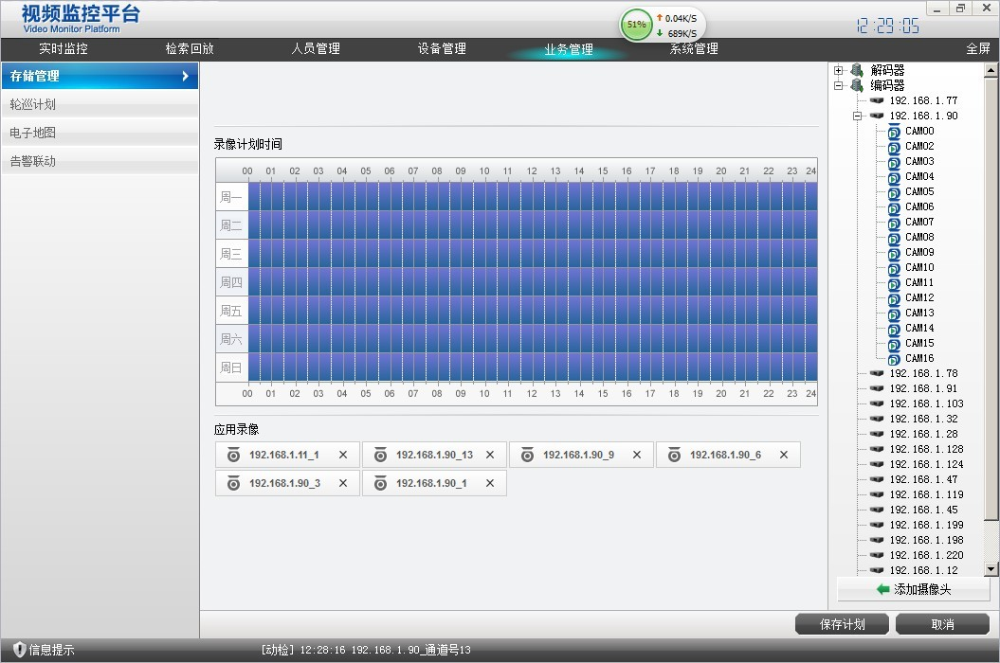 视频监控平台
Video Monitor Platform
51%
0.04K/S
689K/S
12:29:05
实时监控 检索回放 人员管理 设备管理 业务管理 系统管理 全屏
存储管理
轮巡计划
电子地图
告警联动
录像计划时间
00 01 02 03 04 05 06 07 08 09 10 11 12 13 14 15 16 17 18 19 20 21 22 23 24
周一
周二
周三
周四
周五
周六
周日
00 01 02 03 04 05 06 07 08 09 10 11 12 13 14 15 16 17 18 19 20 21 22 23 24
应用录像
192.168.1.11_1 192.168.1.90_13 192.168.1.90_9 192.168.1.90_6
192.168.1.90_3 192.168.1.90_1
解码器
编码器
192.168.1.77
192.168.1.90
CAM00
CAM02
CAM03
CAM04
CAM05
CAM06
CAM07
CAM08
CAM09
CAM10
CAM11
CAM12
CAM13
CAM14
CAM15
CAM16
192.168.1.78
192.168.1.91
192.168.1.103
192.168.1.32
192.168.1.28
192.168.1.128
192.168.1.124
192.168.1.47
192.168.1.119
192.168.1.45
192.168.1.199
192.168.1.198
192.168.1.220
192.168.1.12
添加摄像头
保存计划 取消
信息提示 [动检] 12:28:16 192.168.1.90_通道号13